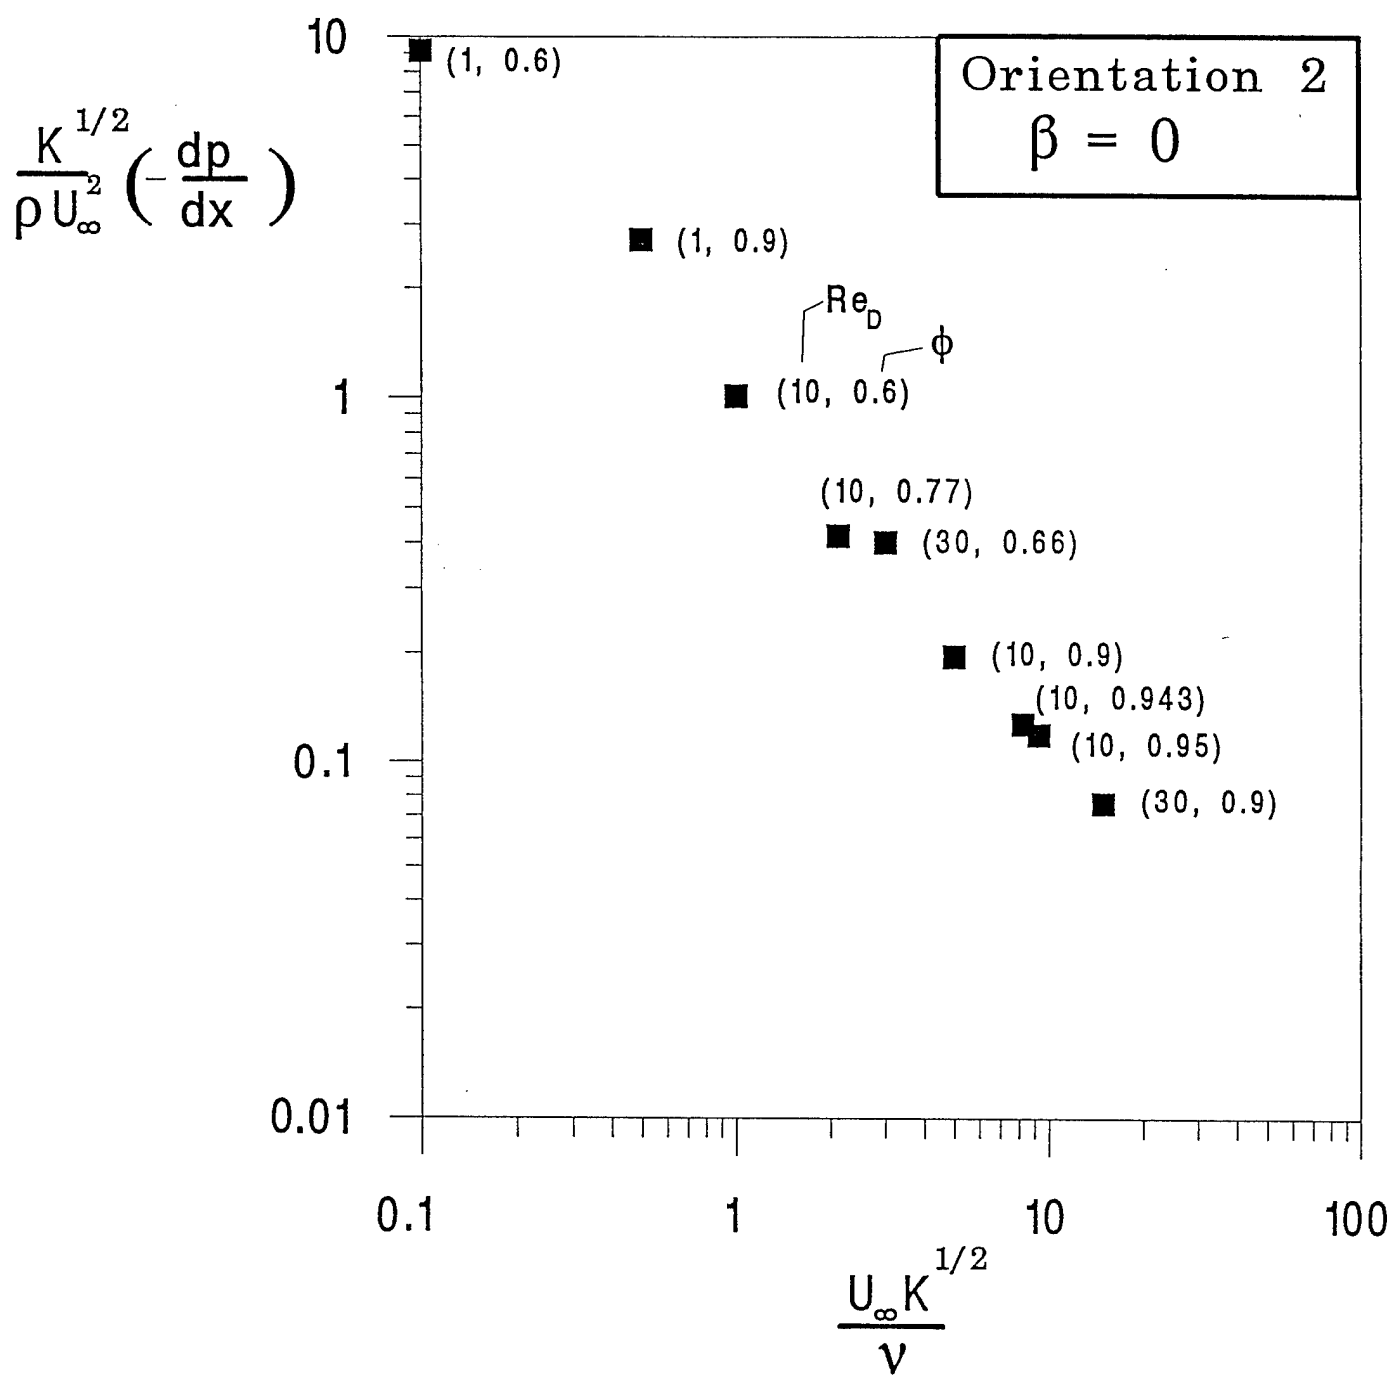 10
(1, 0.6)
Orientation 2
β = 0
K^{1/2}
ρ U_∞^2 (- dp/dx)
(1, 0.9)
Re_D
ϕ
1
(10, 0.6)
(10, 0.77)
(30, 0.66)
(10, 0.9)
(10, 0.943)
0.1
(10, 0.95)
(30, 0.9)
0.01
0.1
1
10
100
U_∞ K^{1/2}
ν